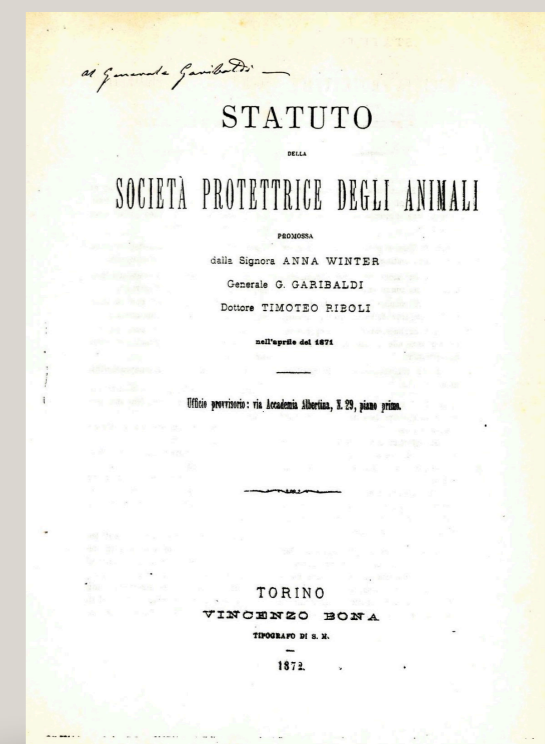 al Generale Garibaldi —
STATUTO
DELLA
SOCIETÀ PROTETTRICE DEGLI ANIMALI
PROMOSSA
dalla Signora ANNA WINTER
Generale G. GARIBALDI
Dottore TIMOTEO RIBOLI
nell'aprile del 1871
Ufficio provvisorio: via Accademia Albertina, N. 29, piano primo.
TORINO
VINCENZO BONA
TIPOGRAFO DI S. M.
1872.